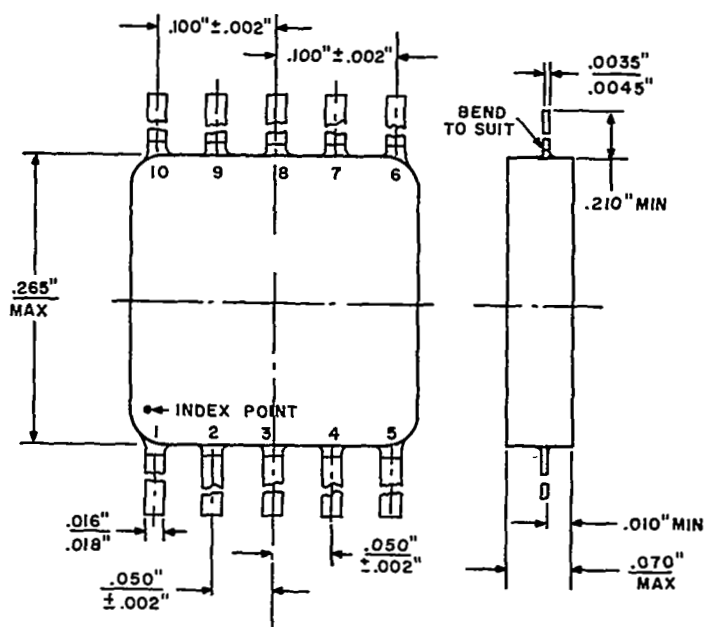 .100"±.002"
.100"±.002"
.0035"
.0045"
BEND
TO SUIT
10 9 8 7 6
.210" MIN
.265"
MAX
INDEX POINT
1 2 3 4 5
.016"
.018"
.050"
±.002"
.050"
±.002"
.010" MIN
.070"
MAX